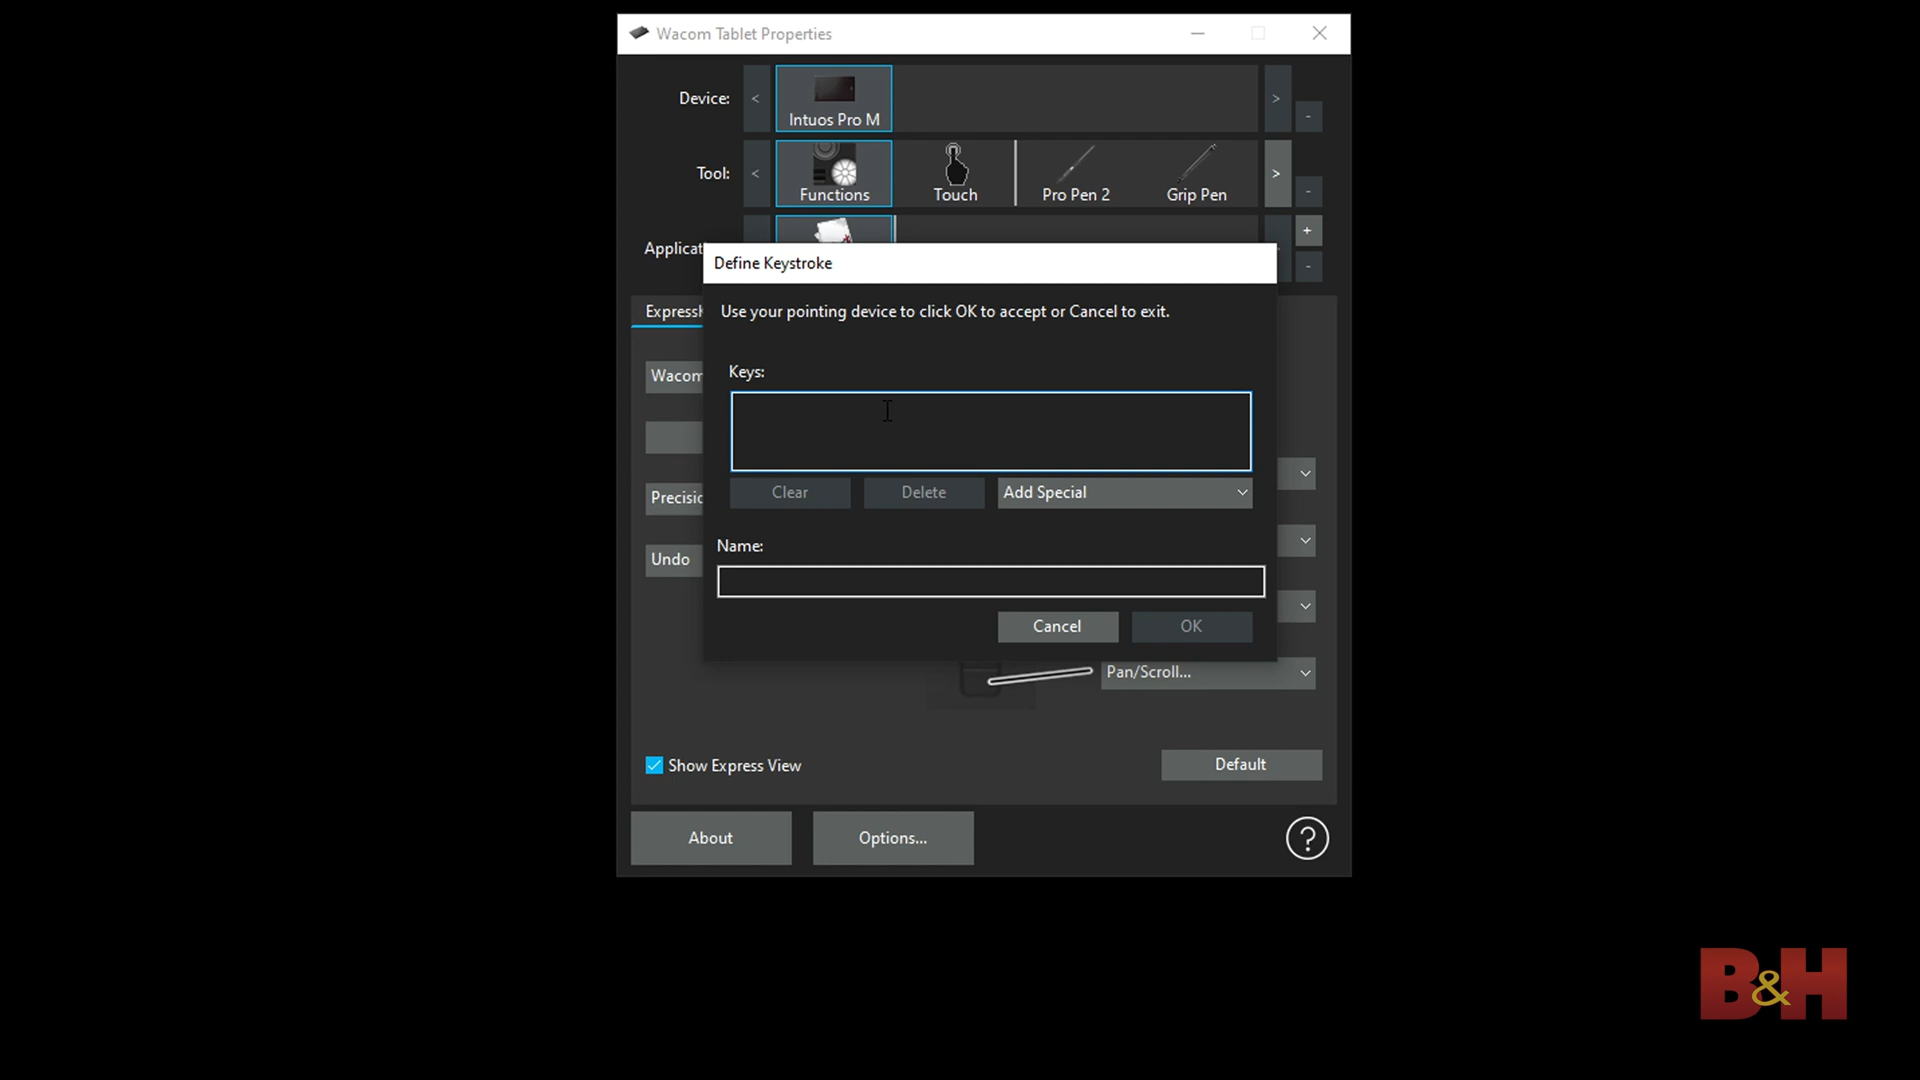 Wacom Tablet Properties
Device:
<
Intuos Pro M
>
-
Tool:
<
Functions
Touch
Pro Pen 2
Grip Pen
>
-
Applicat
+
-
Define Keystroke
Use your pointing device to click OK to accept or Cancel to exit.
Express
Keys:
Wacom
Clear
Delete
Add Special
Precisio
Name:
Undo
Cancel
OK
Pan/Scroll...
Show Express View
Default
About
Options...
?
B&H